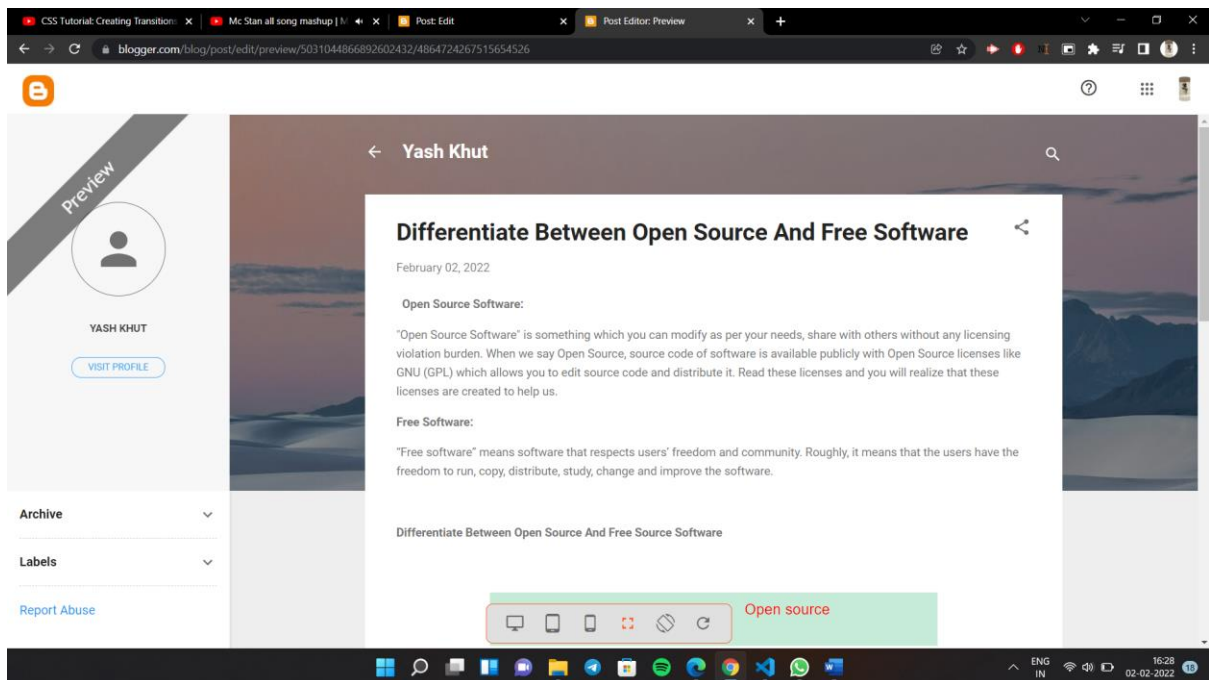 CSS Tutorial: Creating Transitions
Mc Stan all song mashup | M
Post: Edit
Post Editor: Preview
blogger.com/blog/post/edit/preview/5031044866892602432/4864724267515654526
Preview
YASH KHUT
VISIT PROFILE
Archive
Labels
Report Abuse
Yash Khut
Differentiate Between Open Source And Free Software
February 02, 2022
Open Source Software:
"Open Source Software" is something which you can modify as per your needs, share with others without any licensing
violation burden. When we say Open Source, source code of software is available publicly with Open Source licenses like
GNU (GPL) which allows you to edit source code and distribute it. Read these licenses and you will realize that these
licenses are created to help us.
Free Software:
"Free software" means software that respects users' freedom and community. Roughly, it means that the users have the
freedom to run, copy, distribute, study, change and improve the software.
Differentiate Between Open Source And Free Source Software
Open source
ENG
IN
16:28
02-02-2022
18